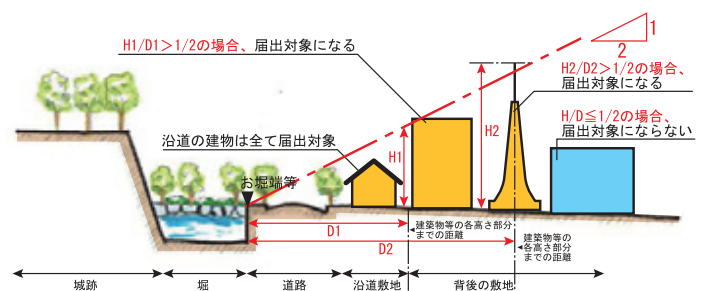 H1/D1＞1/2の場合、届出対象になる
1
2
H2/D2＞1/2の場合、
届出対象になる
H/D≦1/2の場合、
届出対象にならない
沿道の建物は全て届出対象
H1
H2
お堀端等
D1
建築物等の各高さ部分
までの距離
D2
建築物等の
各高さ部分
までの距離
城跡
堀
道路
沿道敷地
背後の敷地